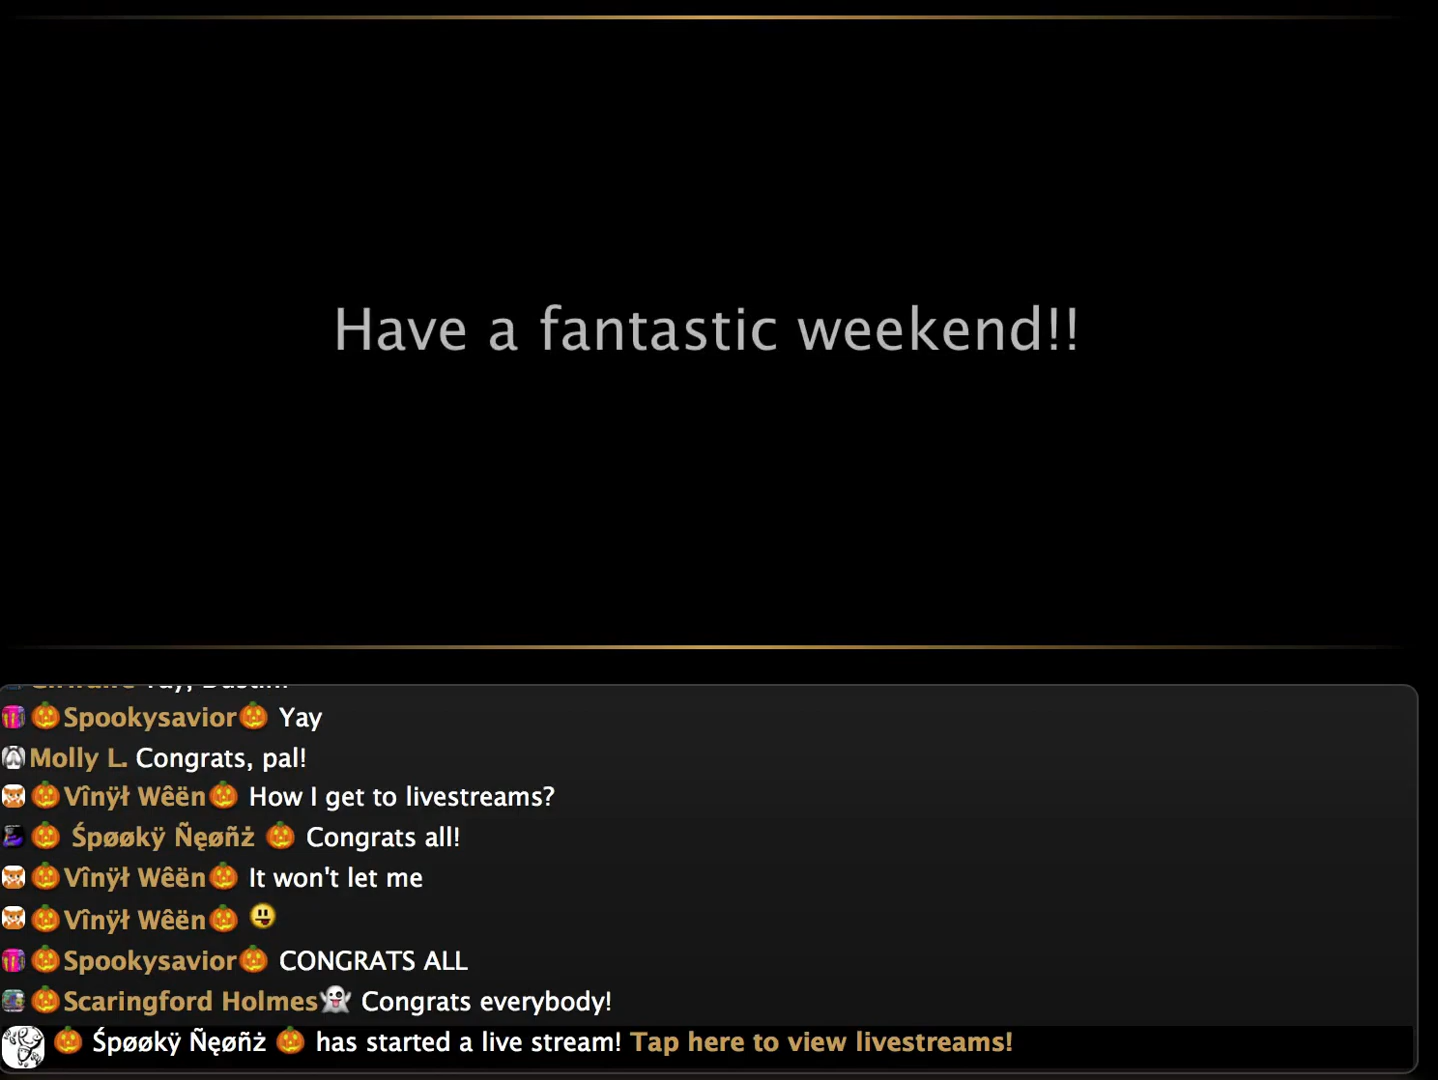 Have a fantastic weekend!!
🎃Spookysavior🎃 Yay
Molly L. Congrats, pal!
🎃Vînÿł Wêën🎃 How I get to livestreams?
🎃 Śpøøkÿ Ñęøñż 🎃 Congrats all!
🎃Vînÿł Wêën🎃 It won't let me
🎃Vînÿł Wêën🎃 😃
🎃Spookysavior🎃 CONGRATS ALL
🎃Scaringford Holmes👻 Congrats everybody!
🎃 Śpøøkÿ Ñęøñż 🎃 has started a live stream! Tap here to view livestreams!